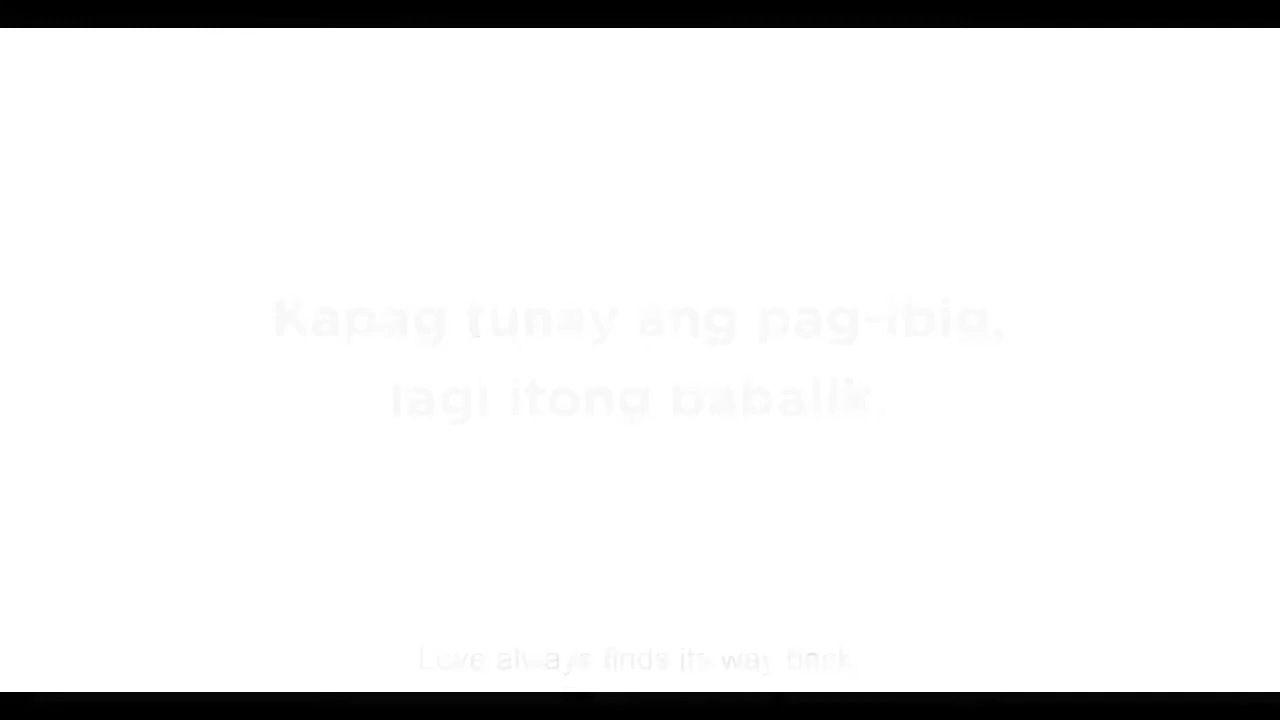 Kapag tunay ang pag-ibig,
lagi itong babalik.
Love always finds its way back.